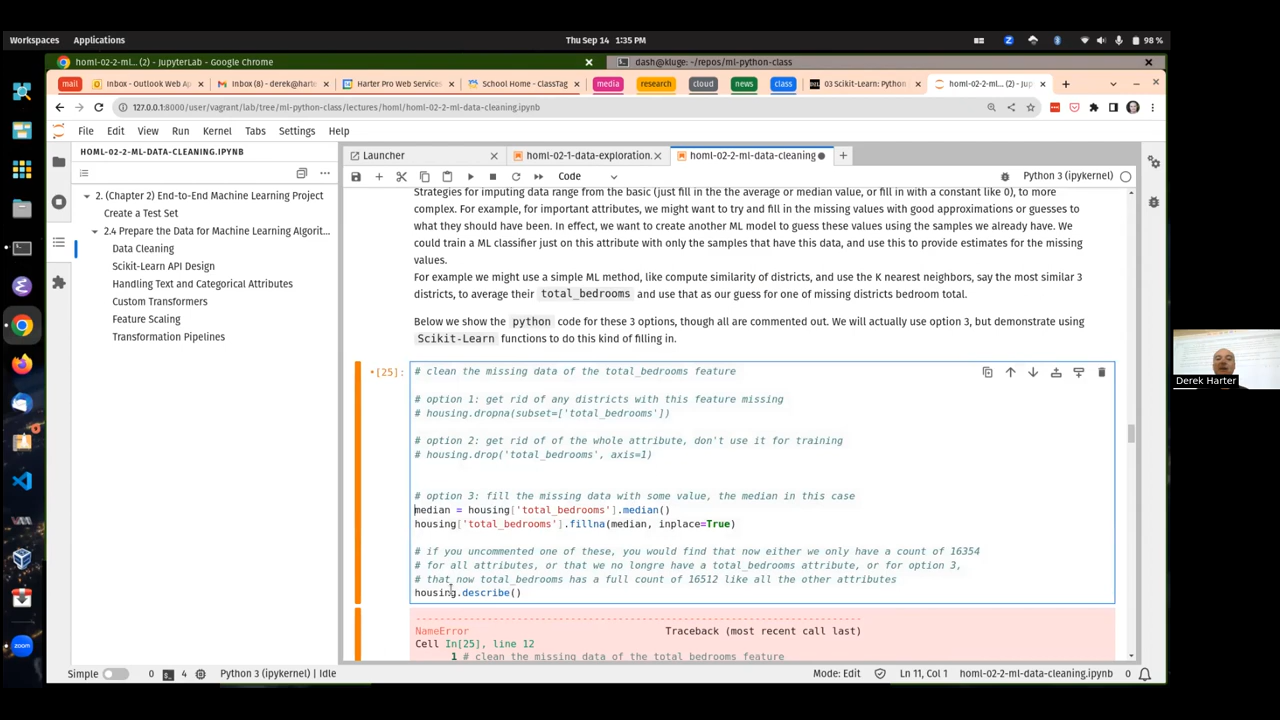 Workspaces Applications Thu Sep 14 1:35 PM 98 %
homl-02-2-ml-data-cleaning.ipynb (2) - JupyterLab - Google Chrome dash@kluge: ~/repos/ml-python-class
mail Inbox - Outlook Web Ap Inbox (8) - derek@harto Harter Pro Web Services School Home - ClassTag media research cloud news class 03 Scikit-Learn: Python homl-02-2-ml... (2) - Jup
127.0.0.1:8000/user/vagrant/lab/tree/ml-python-class/lectures/homl/homl-02-2-ml-data-cleaning.ipynb
File Edit View Run Kernel Tabs Settings Help
HOML-02-2-ML-DATA-CLEANING.IPYNB
Launcher homl-02-1-data-exploration. homl-02-2-ml-data-cleaning
Code Python 3 (ipykernel)
2. (Chapter 2) End-to-End Machine Learning Project
Create a Test Set
2.4 Prepare the Data for Machine Learning Algorit...
Data Cleaning
Scikit-Learn API Design
Handling Text and Categorical Attributes
Custom Transformers
Feature Scaling
Transformation Pipelines
Strategies for imputing data range from the basic (just fill in the average or median value, or fill in with a constant like 0), to more
complex. For example, for important attributes, we might want to try and fill in the missing values with good approximations or guesses to
what they should have been. In effect, we want to create another ML model to guess these values using the samples we already have. We
could train a ML classifier just on this attribute with only the samples that have this data, and use this to provide estimates for the missing
values.
For example we might use a simple ML method, like compute similarity of districts, and use the K nearest neighbors, say the most similar 3
districts, to average their total_bedrooms and use that as our guess for one of missing districts bedroom total.
Below we show the python code for these 3 options, though all are commented out. We will actually use option 3, but demonstrate using
Scikit-Learn functions to do this kind of filling in.
[25]:
# clean the missing data of the total_bedrooms feature
# option 1: get rid of any districts with this feature missing
# housing.dropna(subset=['total_bedrooms'])
# option 2: get rid of of the whole attribute, don't use it for training
# housing.drop('total_bedrooms', axis=1)
# option 3: fill the missing data with some value, the median in this case
median = housing['total_bedrooms'].median()
housing['total_bedrooms'].fillna(median, inplace=True)
# if you uncommented one of these, you would find that now either we only have a count of 16354
# for all attributes, or that we no longre have a total_bedrooms attribute, or for option 3,
# that now total_bedrooms has a full count of 16512 like all the other attributes
housing.describe()
NameError Traceback (most recent call last)
Cell In[25], line 12
1 # clean the missing data of the total bedrooms feature
Simple 0 4 Python 3 (ipykernel) | Idle Mode: Edit Ln 11, Col 1 homl-02-2-ml-data-cleaning.ipynb 0
Derek Harter
zoom